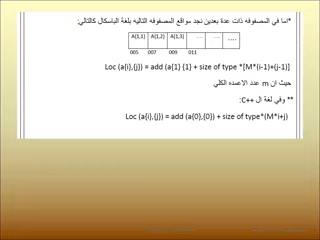 *اما في المصفوفه ذات عدة بعدين نجد مواقع المصفوفه التاليه بلغة الباسكال كالتالي:
A(1,1) A(1,2) A(1,3) .... ... ....
005 007 009 011
Loc (a{i},{j}) = add (a{1} {1} + size of type *[M*(i-1)+(j-1)]
حيث ان m عدد الاعمده الكلي
** وفي لغة ال C++:
Loc (a{i},{j}) = add (a{0},{0}) + size of type*(M*i+j)